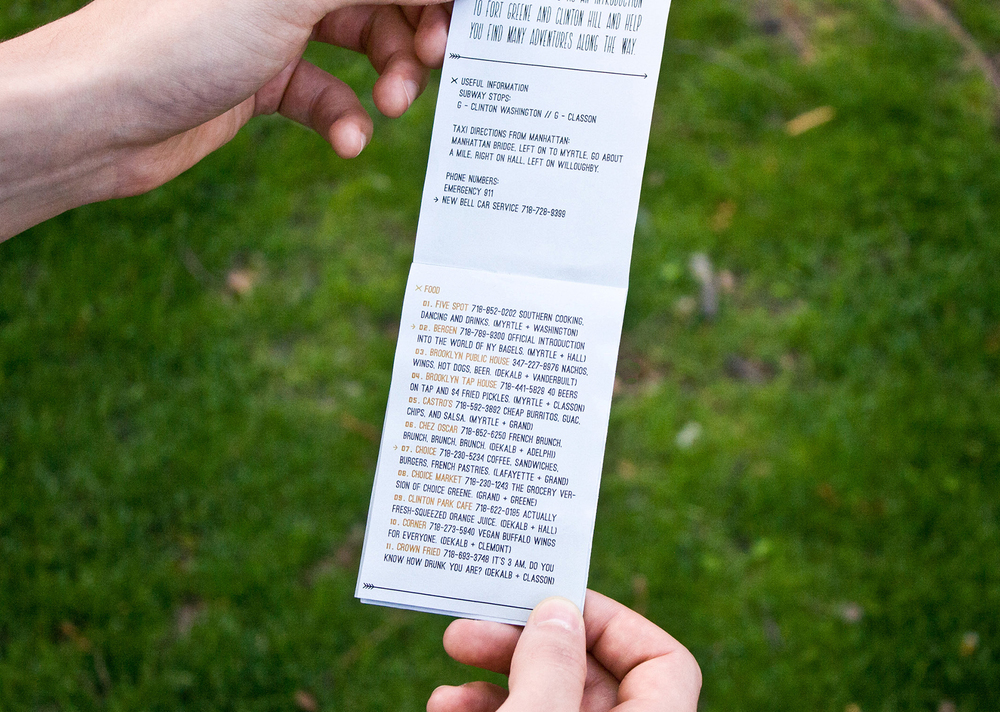 AN INTRODUCTION
TO FORT GREENE AND CLINTON HILL AND HELP
YOU FIND MANY ADVENTURES ALONG THE WAY
USEFUL INFORMATION
SUBWAY STOPS:
G - CLINTON WASHINGTON // G - CLASSON
TAXI DIRECTIONS FROM MANHATTAN:
MANHATTAN BRIDGE, LEFT ON TO MYRTLE, GO ABOUT
A MILE, RIGHT ON HALL, LEFT ON WILLOUGHBY.
PHONE NUMBERS:
EMERGENCY 911
NEW BELL CAR SERVICE 718-728-9399
FOOD
01. FIVE SPOT 718-852-0202 SOUTHERN COOKING,
DANCING AND DRINKS. (MYRTLE + WASHINGTON)
02. BERGEN 718-789-9300 OFFICIAL INTRODUCTION
INTO THE WORLD OF NY BAGELS. (MYRTLE + HALL)
03. BROOKLYN PUBLIC HOUSE 347-227-8976 NACHOS,
WINGS, HOT DOGS, BEER. (DEKALB + VANDERBUILT)
04. BROOKLYN TAP HOUSE 718-441-5828 40 BEERS
ON TAP AND $4 FRIED PICKLES. (MYRTLE + CLASSON)
05. CASTRO'S 718-592-3892 CHEAP BURRITOS, GUAC,
CHIPS, AND SALSA. (MYRTLE + GRAND)
06. CHEZ OSCAR 718-852-6250 FRENCH BRUNCH,
BRUNCH, BRUNCH, BRUNCH. (DEKALB + ADELPHI)
07. CHOICE 718-230-5234 COFFEE, SANDWICHES,
BURGERS, FRENCH PASTRIES. (LAFAYETTE + GRAND)
08. CHOICE MARKET 718-230-1243 THE GROCERY VER-
SION OF CHOICE GREENE. (GRAND + GREENE)
09. CLINTON PARK CAFE 718-622-0185 ACTUALLY
FRESH-SQUEEZED ORANGE JUICE. (DEKALB + HALL)
10. CORNER 718-273-5940 VEGAN BUFFALO WINGS
FOR EVERYONE. (DEKALB + CLEMONT)
11. CROWN FRIED 718-693-3748 IT'S 3 AM, DO YOU
KNOW HOW DRUNK YOU ARE? (DEKALB + CLASSON)